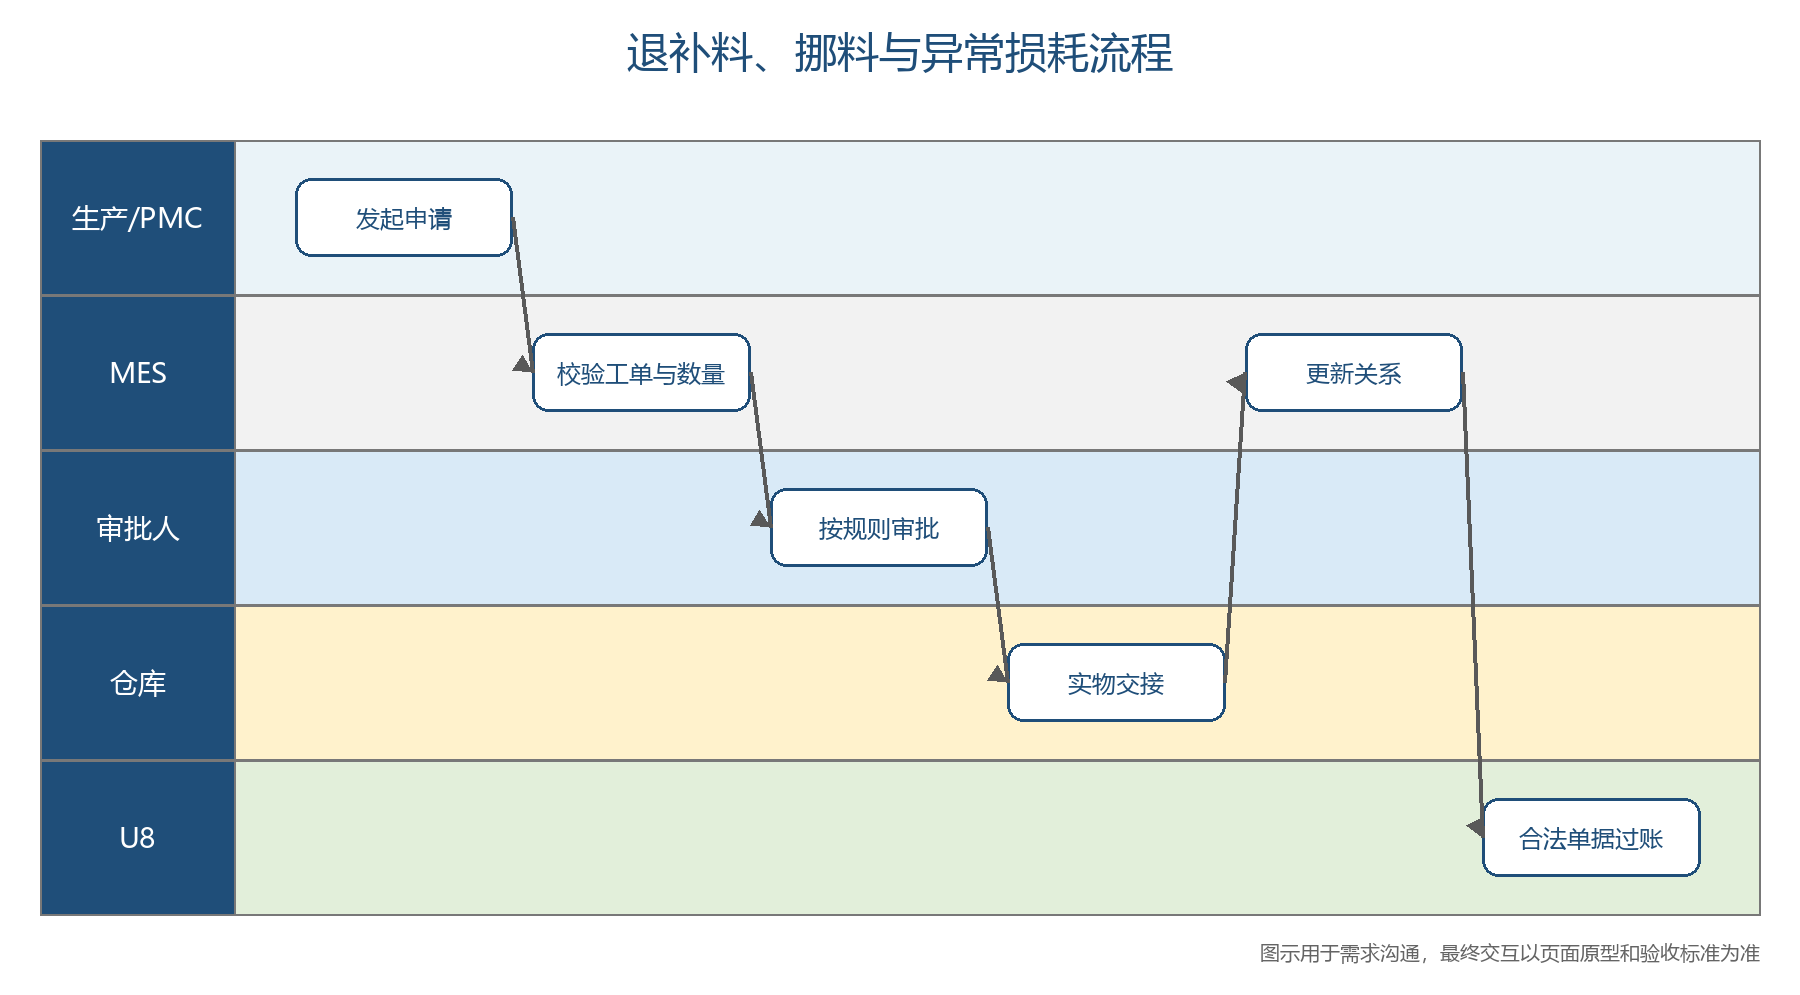 退补料、挪料与异常损耗流程
生产/PMC
发起申请
MES
校验工单与数量
更新关系
审批人
按规则审批
仓库
实物交接
U8
合法单据过账
图示用于需求沟通，最终交互以页面原型和验收标准为准